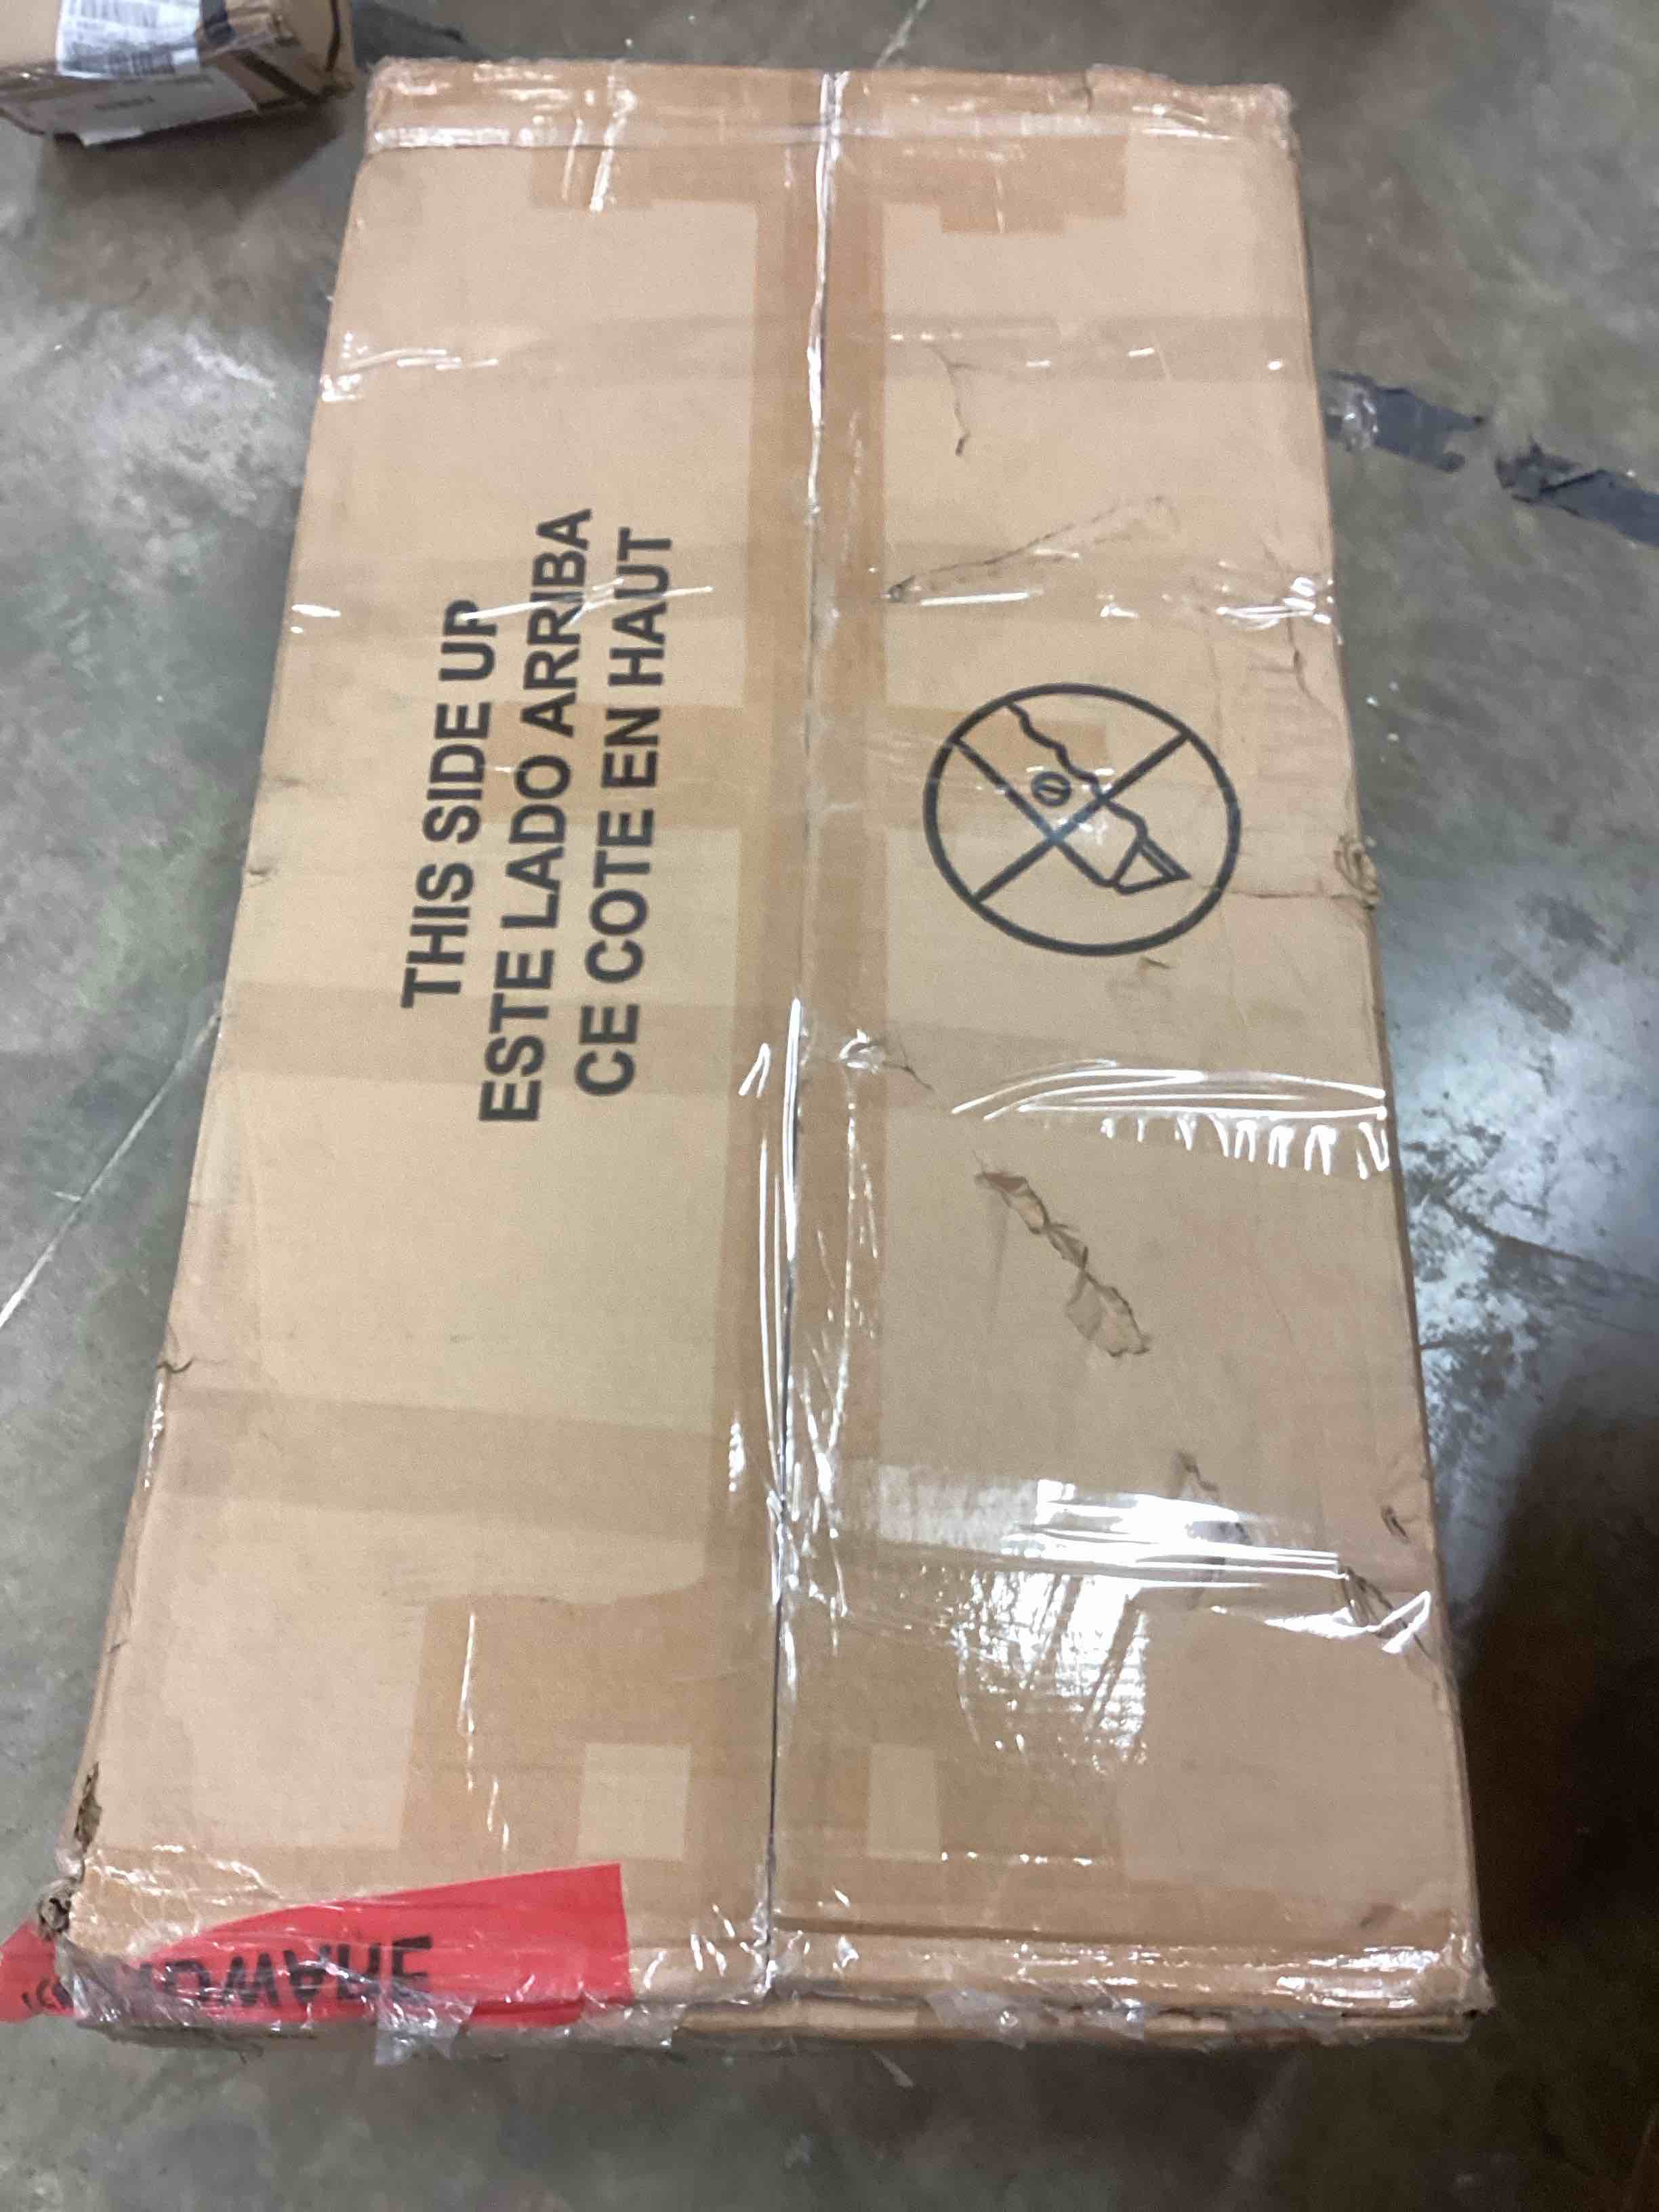 THIS SIDE UP
ESTE LADO ARRIBA
CE COTE EN HAUT